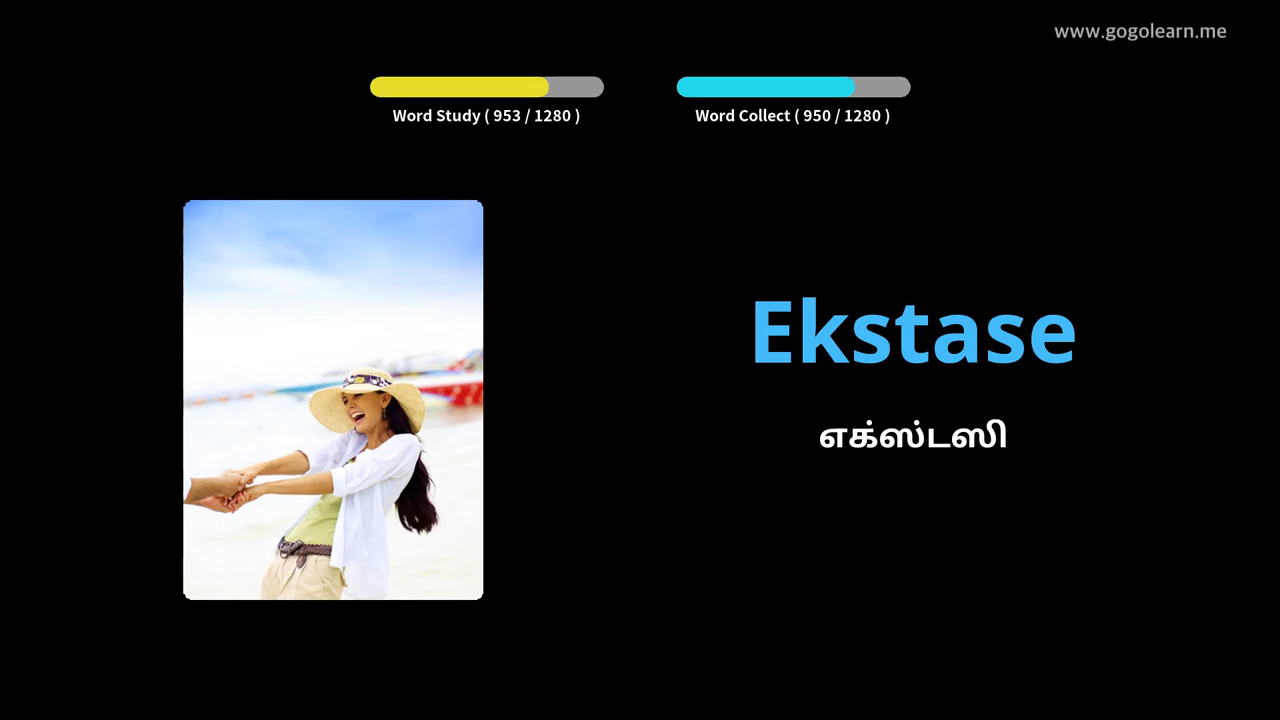 www.gogolearn.me
Word Study ( 953 / 1280 )
Word Collect ( 950 / 1280 )
Ekstase
எக்ஸ்டஸி